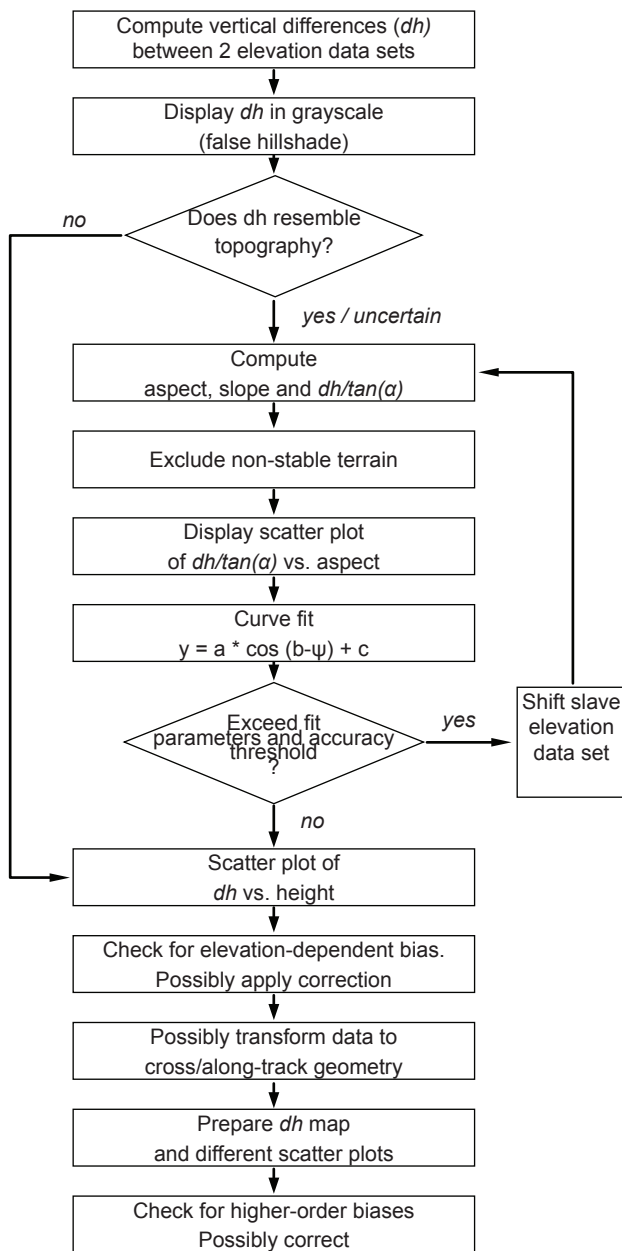 Compute vertical differences (dh)
between 2 elevation data sets
Display dh in grayscale
(false hillshade)
no
Does dh resemble
topography?
yes / uncertain
Compute
aspect, slope and dh/tan(α)
Exclude non-stable terrain
Display scatter plot
of dh/tan(α) vs. aspect
Curve fit
y = a * cos (b-ψ) + c
Exceed fit
parameters and accuracy
threshold
?
yes
Shift slave
elevation
data set
no
Scatter plot of
dh vs. height
Check for elevation-dependent bias.
Possibly apply correction
Possibly transform data to
cross/along-track geometry
Prepare dh map
and different scatter plots
Check for higher-order biases
Possibly correct